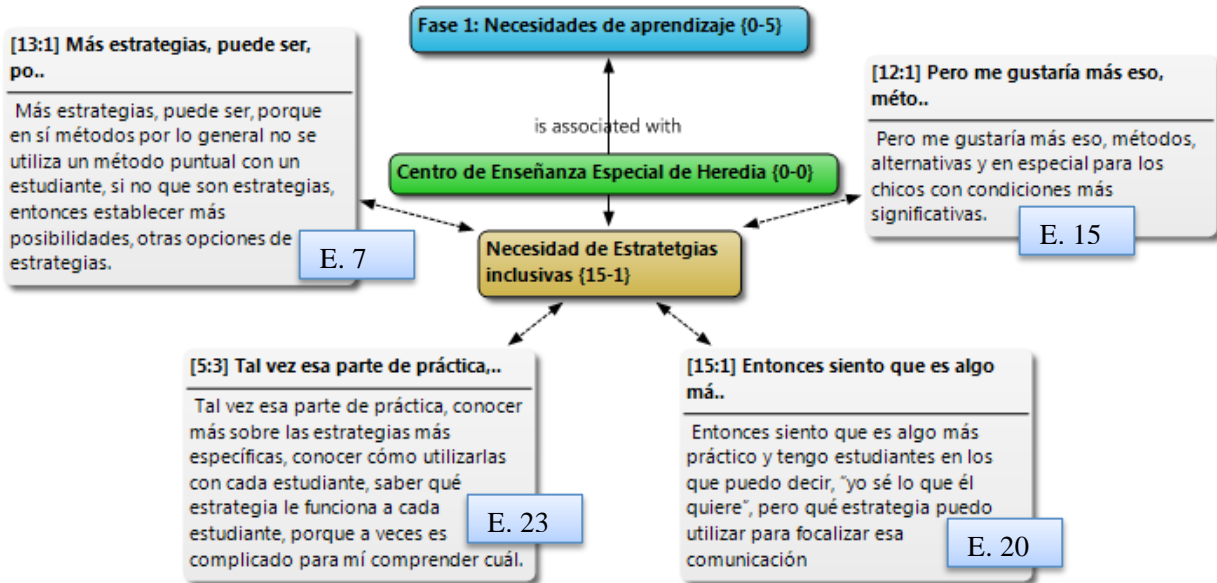 Fase 1: Necesidades de aprendizaje {0-5}
[13:1] Más estrategias, puede ser,
po..
Más estrategias, puede ser, porque
en sí métodos por lo general no se
utiliza un método puntual con un
estudiante, si no que son estrategias,
entonces establecer más
posibilidades, otras opciones de
estrategias.
E. 7
is associated with
[12:1] Pero me gustaría más eso,
méto..
Pero me gustaría más eso, métodos,
alternativas y en especial para los
chicos con condiciones más
significativas.
E. 15
Centro de Enseñanza Especial de Heredia {0-0}
Necesidad de Estratetgias
inclusivas {15-1}
[5:3] Tal vez esa parte de práctica,..
Tal vez esa parte de práctica, conocer
más sobre las estrategias más
específicas, conocer cómo utilizarlas
con cada estudiante, saber qué
estrategia le funciona a cada
estudiante, porque a veces es
complicado para mí comprender cuál.
E. 23
[15:1] Entonces siento que es algo
má..
Entonces siento que es algo más
práctico y tengo estudiantes en los
que puedo decir, “yo sé lo que él
quiere”, pero qué estrategia puedo
utilizar para focalizar esa
comunicación
E. 20